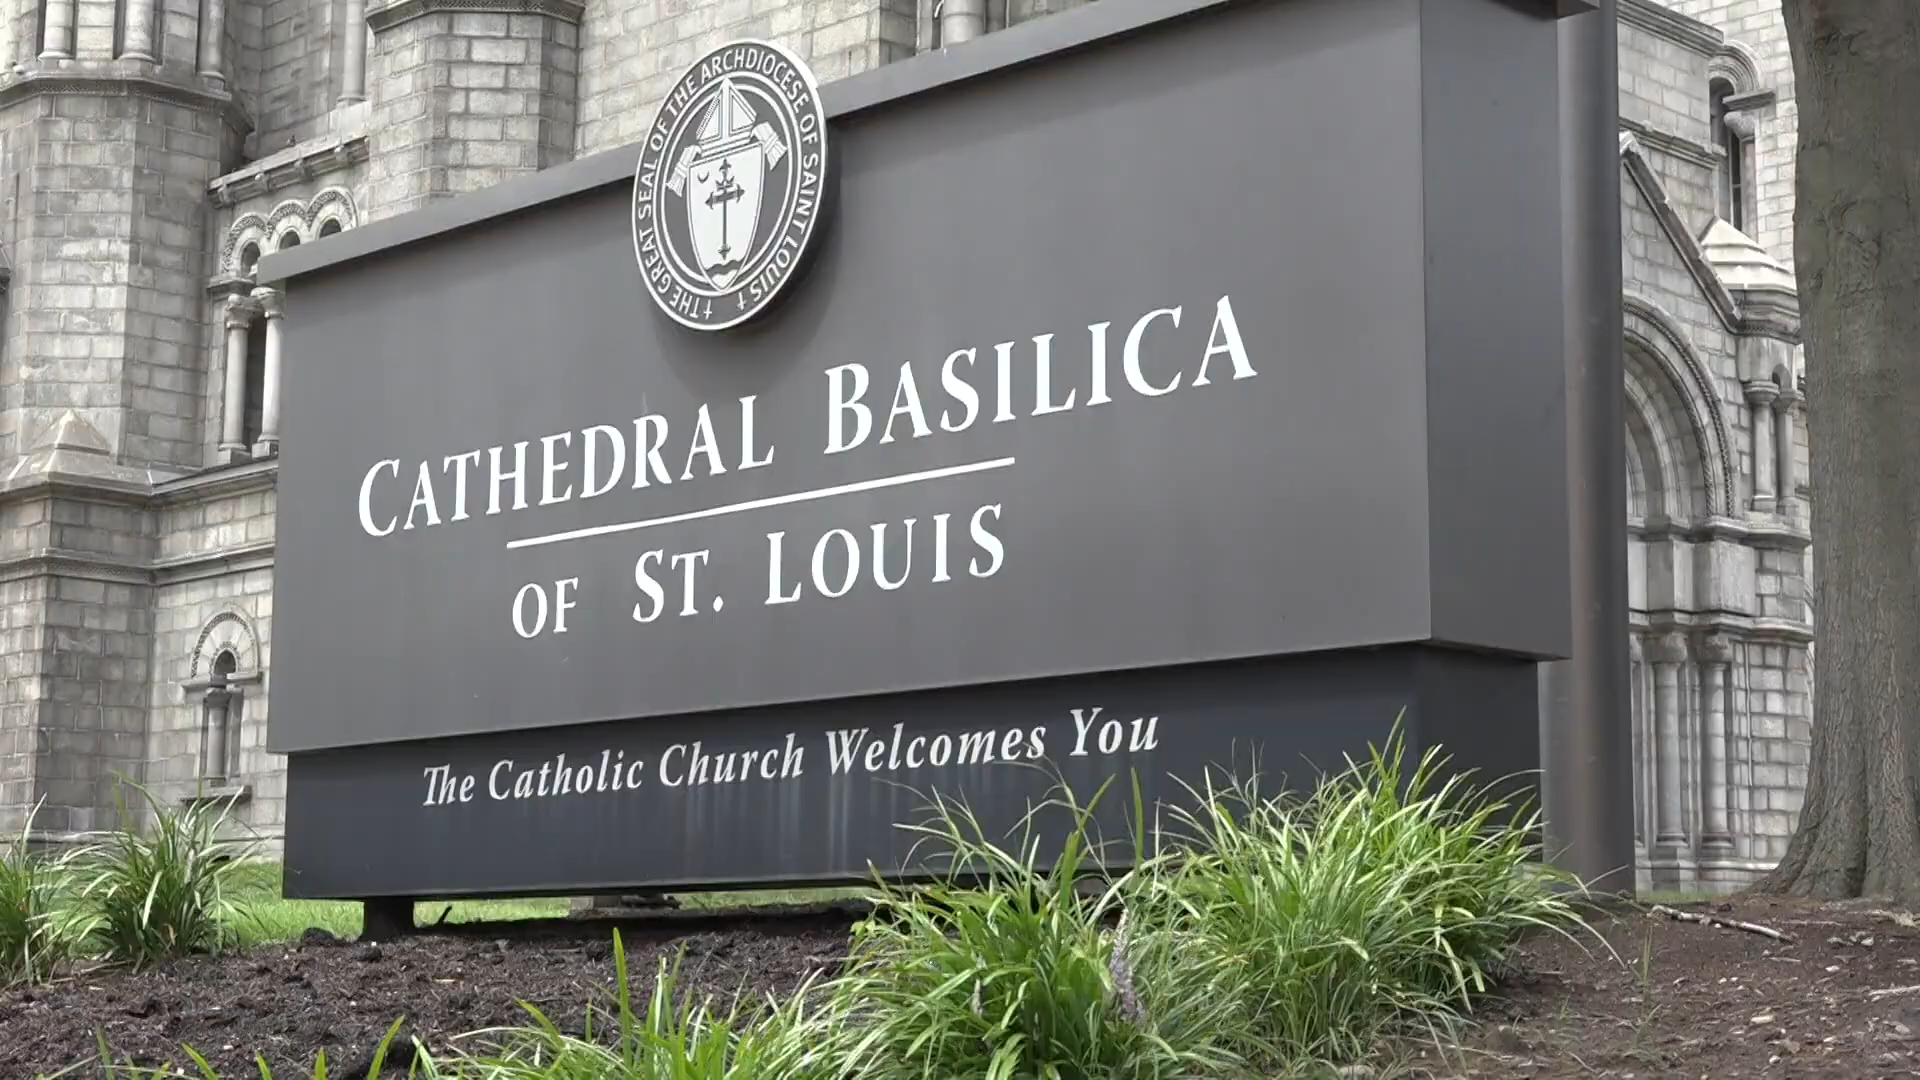 ✝ THE GREAT SEAL OF THE ARCHDIOCESE OF SAINT LOUIS ✝
CATHEDRAL BASILICA
OF ST. LOUIS
The Catholic Church Welcomes You